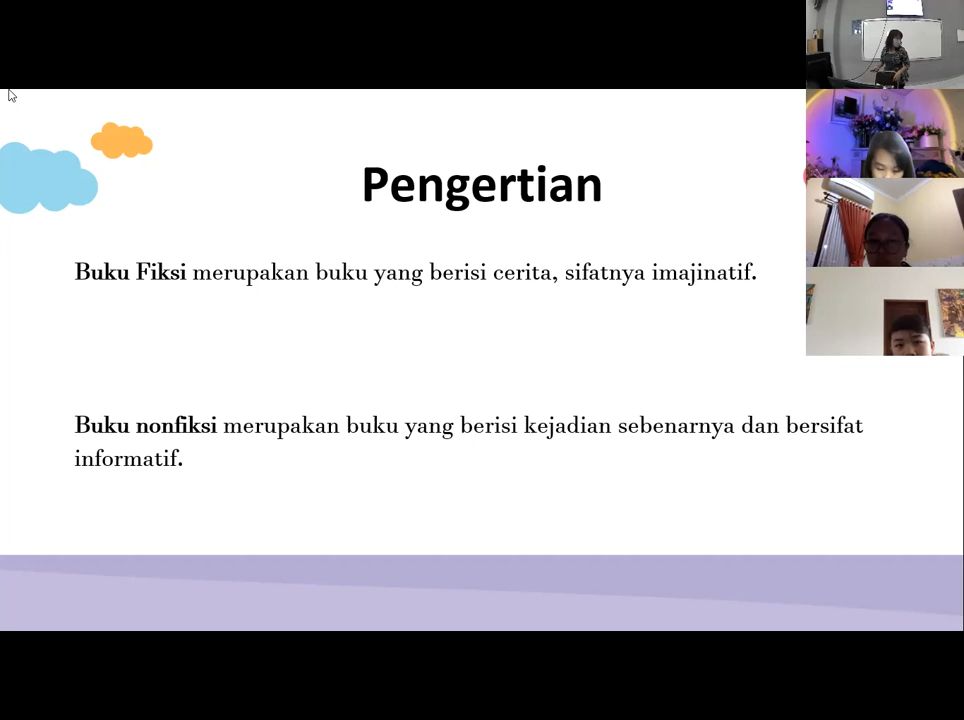 Pengertian
Buku Fiksi merupakan buku yang berisi cerita, sifatnya imajinatif.
Buku nonfiksi merupakan buku yang berisi kejadian sebenarnya dan bersifat
informatif.